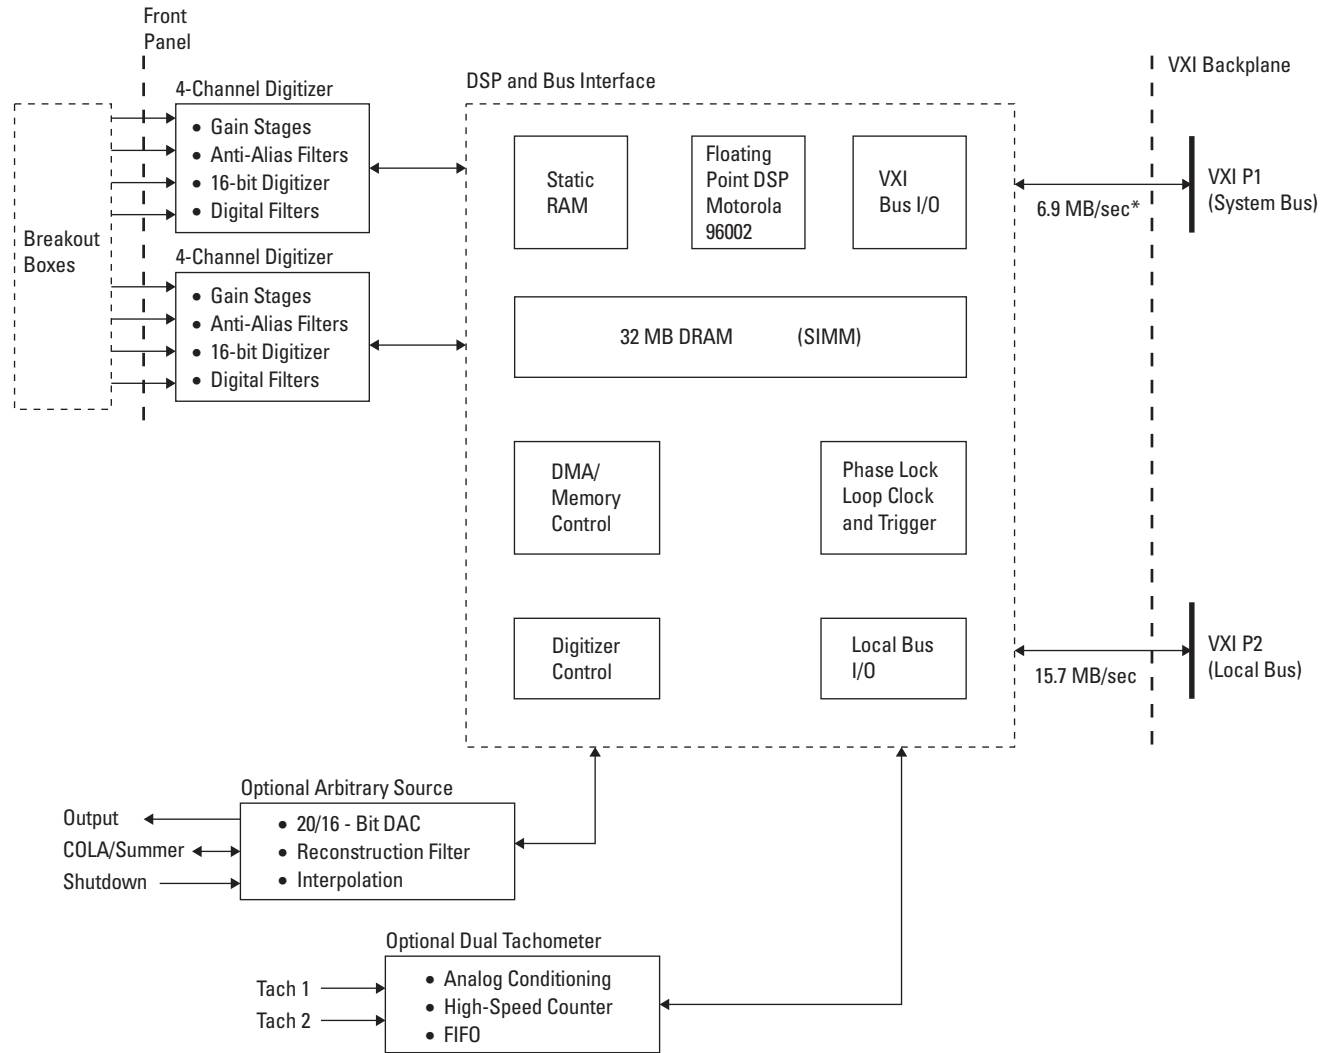 Front
Panel
VXI Backplane
4-Channel Digitizer
DSP and Bus Interface
• Gain Stages
• Anti-Alias Filters
• 16-bit Digitizer
• Digital Filters
Static
RAM
Floating
Point DSP
Motorola
96002
VXI
Bus I/O
6.9 MB/sec*
VXI P1
(System Bus)
Breakout
Boxes
4-Channel Digitizer
• Gain Stages
• Anti-Alias Filters
• 16-bit Digitizer
• Digital Filters
32 MB DRAM (SIMM)
DMA/
Memory
Control
Phase Lock
Loop Clock
and Trigger
Digitizer
Control
Local Bus
I/O
15.7 MB/sec
VXI P2
(Local Bus)
Optional Arbitrary Source
Output
COLA/Summer
Shutdown
• 20/16 - Bit DAC
• Reconstruction Filter
• Interpolation
Optional Dual Tachometer
Tach 1
Tach 2
• Analog Conditioning
• High-Speed Counter
• FIFO